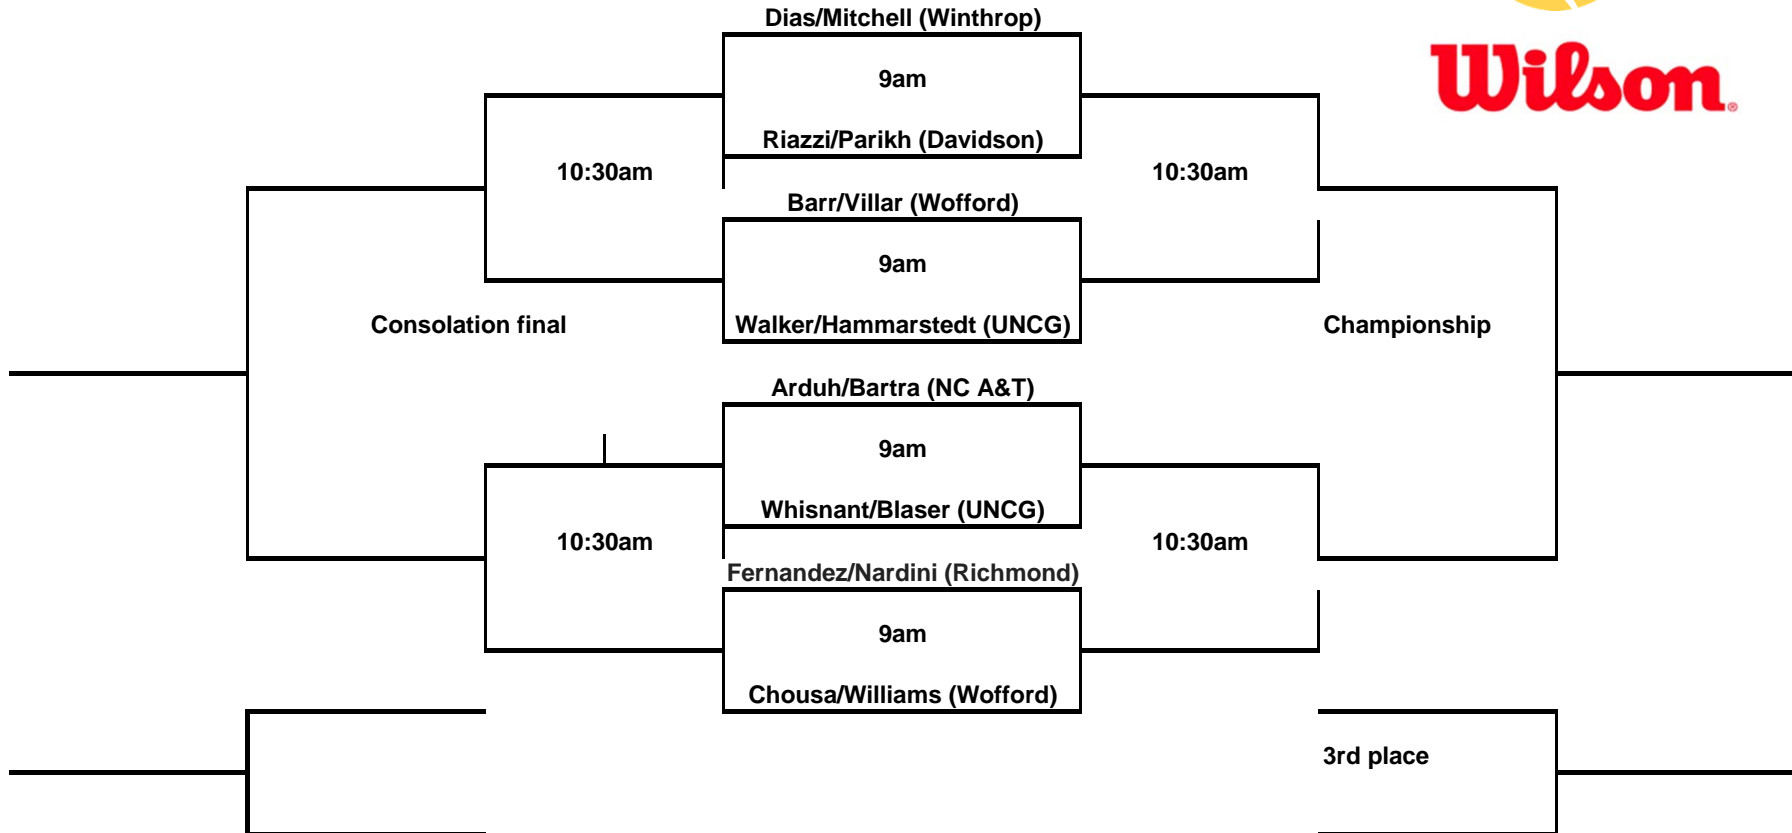 Dias/Mitchell (Winthrop)
Wilson®
9am
Riazzi/Parikh (Davidson)
10:30am
10:30am
Barr/Villar (Wofford)
9am
Consolation final
Walker/Hammarstedt (UNCG)
Championship
Arduh/Bartra (NC A&T)
9am
Whisnant/Blaser (UNCG)
10:30am
10:30am
Fernandez/Nardini (Richmond)
9am
Chousa/Williams (Wofford)
3rd place